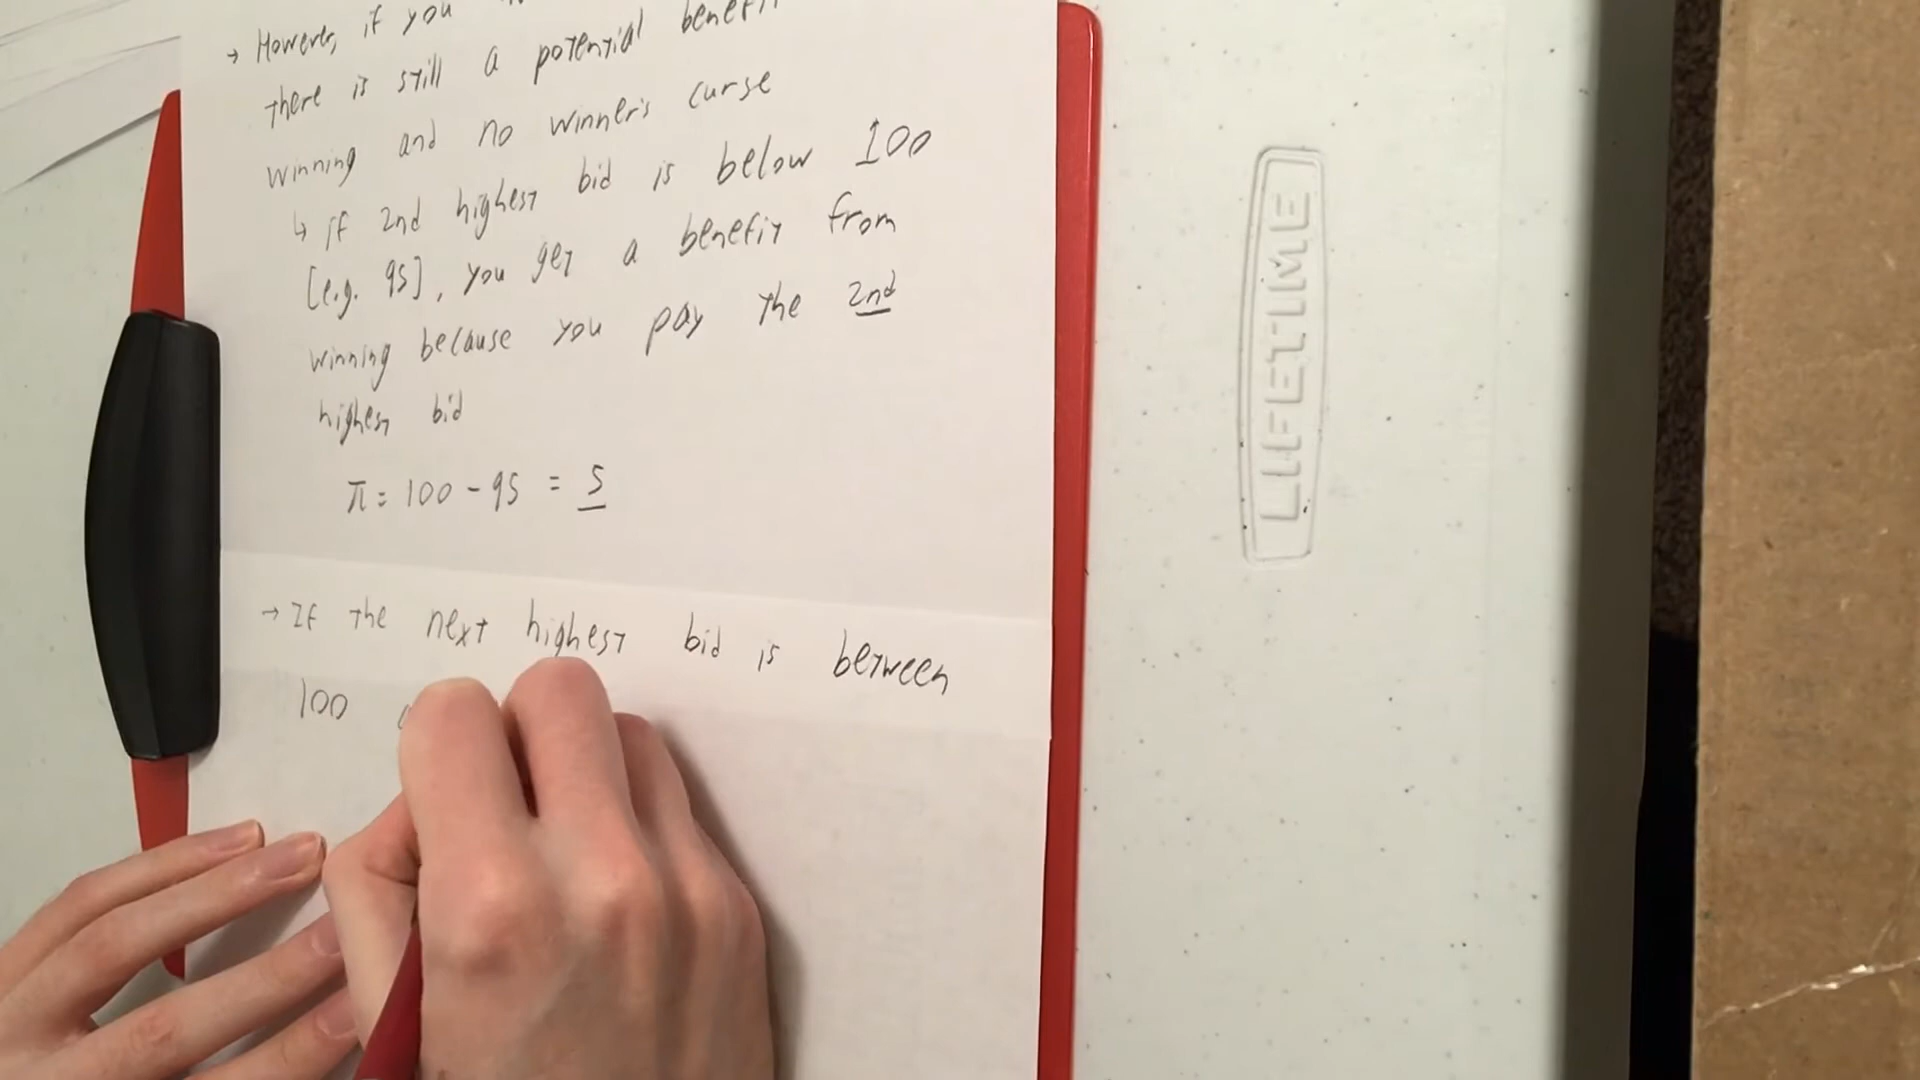 → However, if you
there is still a potential benefit
winning and no winner's curse
↳ if 2nd highest bid is below 100
[e.g. 95], you get a benefit from
winning because you pay the 2nd
highest bid
π = 100 - 95 = 5
→ If the next highest bid is between
100
LIFETIME